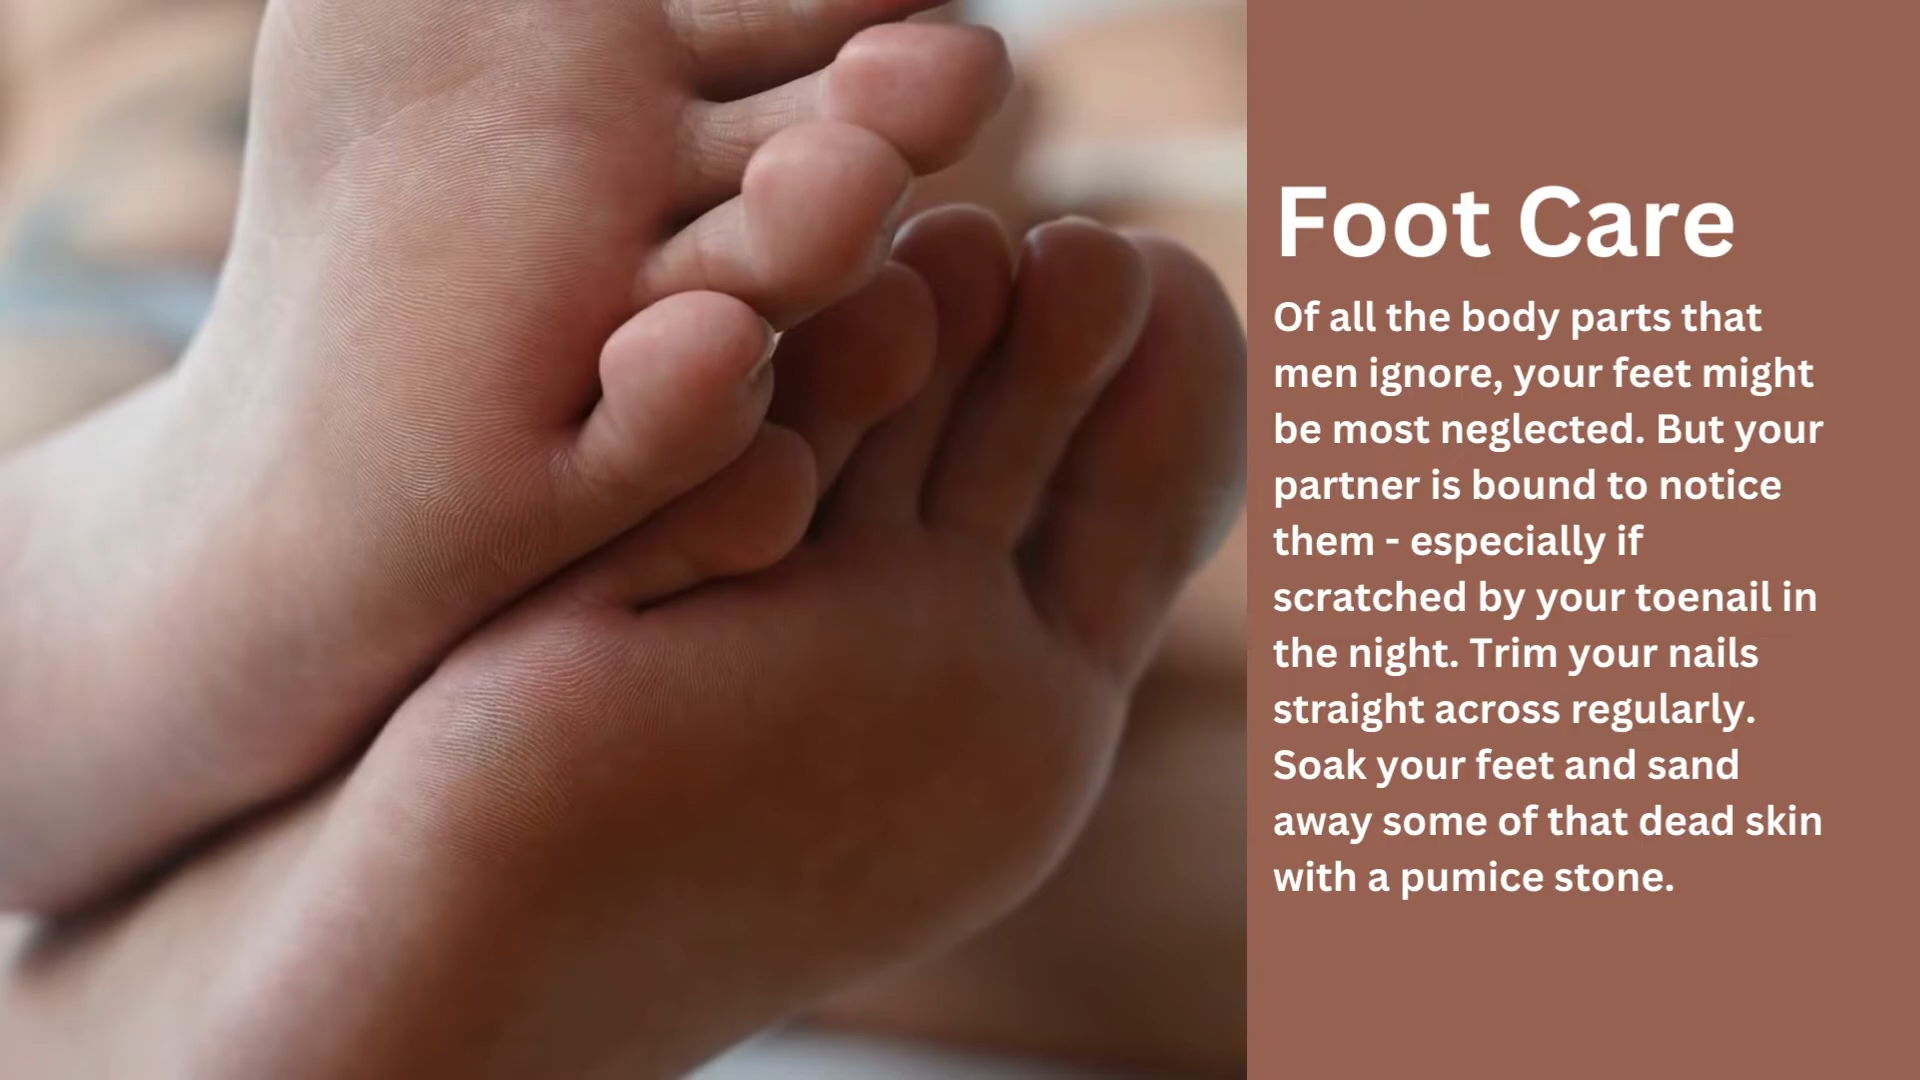 Foot Care
Of all the body parts that
men ignore, your feet might
be most neglected. But your
partner is bound to notice
them - especially if
scratched by your toenail in
the night. Trim your nails
straight across regularly.
Soak your feet and sand
away some of that dead skin
with a pumice stone.